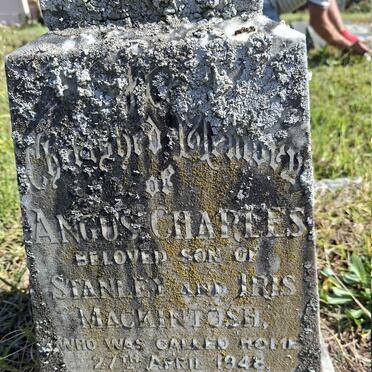 Cherished Memory
of
ANGUS CHARLES
BELOVED SON OF
STANLEY AND IRIS
MACKINTOSH,
WHO WAS CALLED HOME
27TH APRIL 1948.